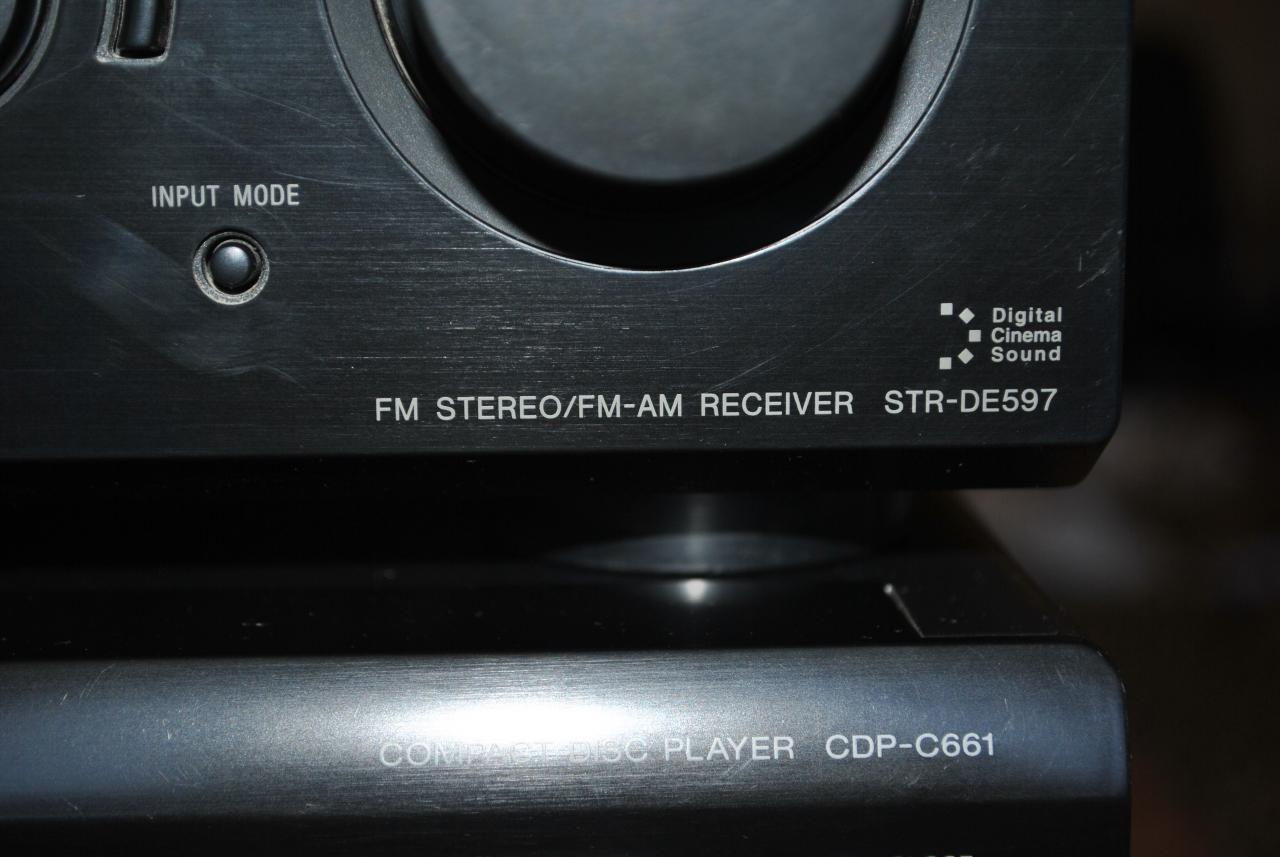 INPUT MODE
Digital
Cinema
Sound
FM STEREO/FM-AM RECEIVER STR-DE597
COMPACT DISC PLAYER CDP-C661